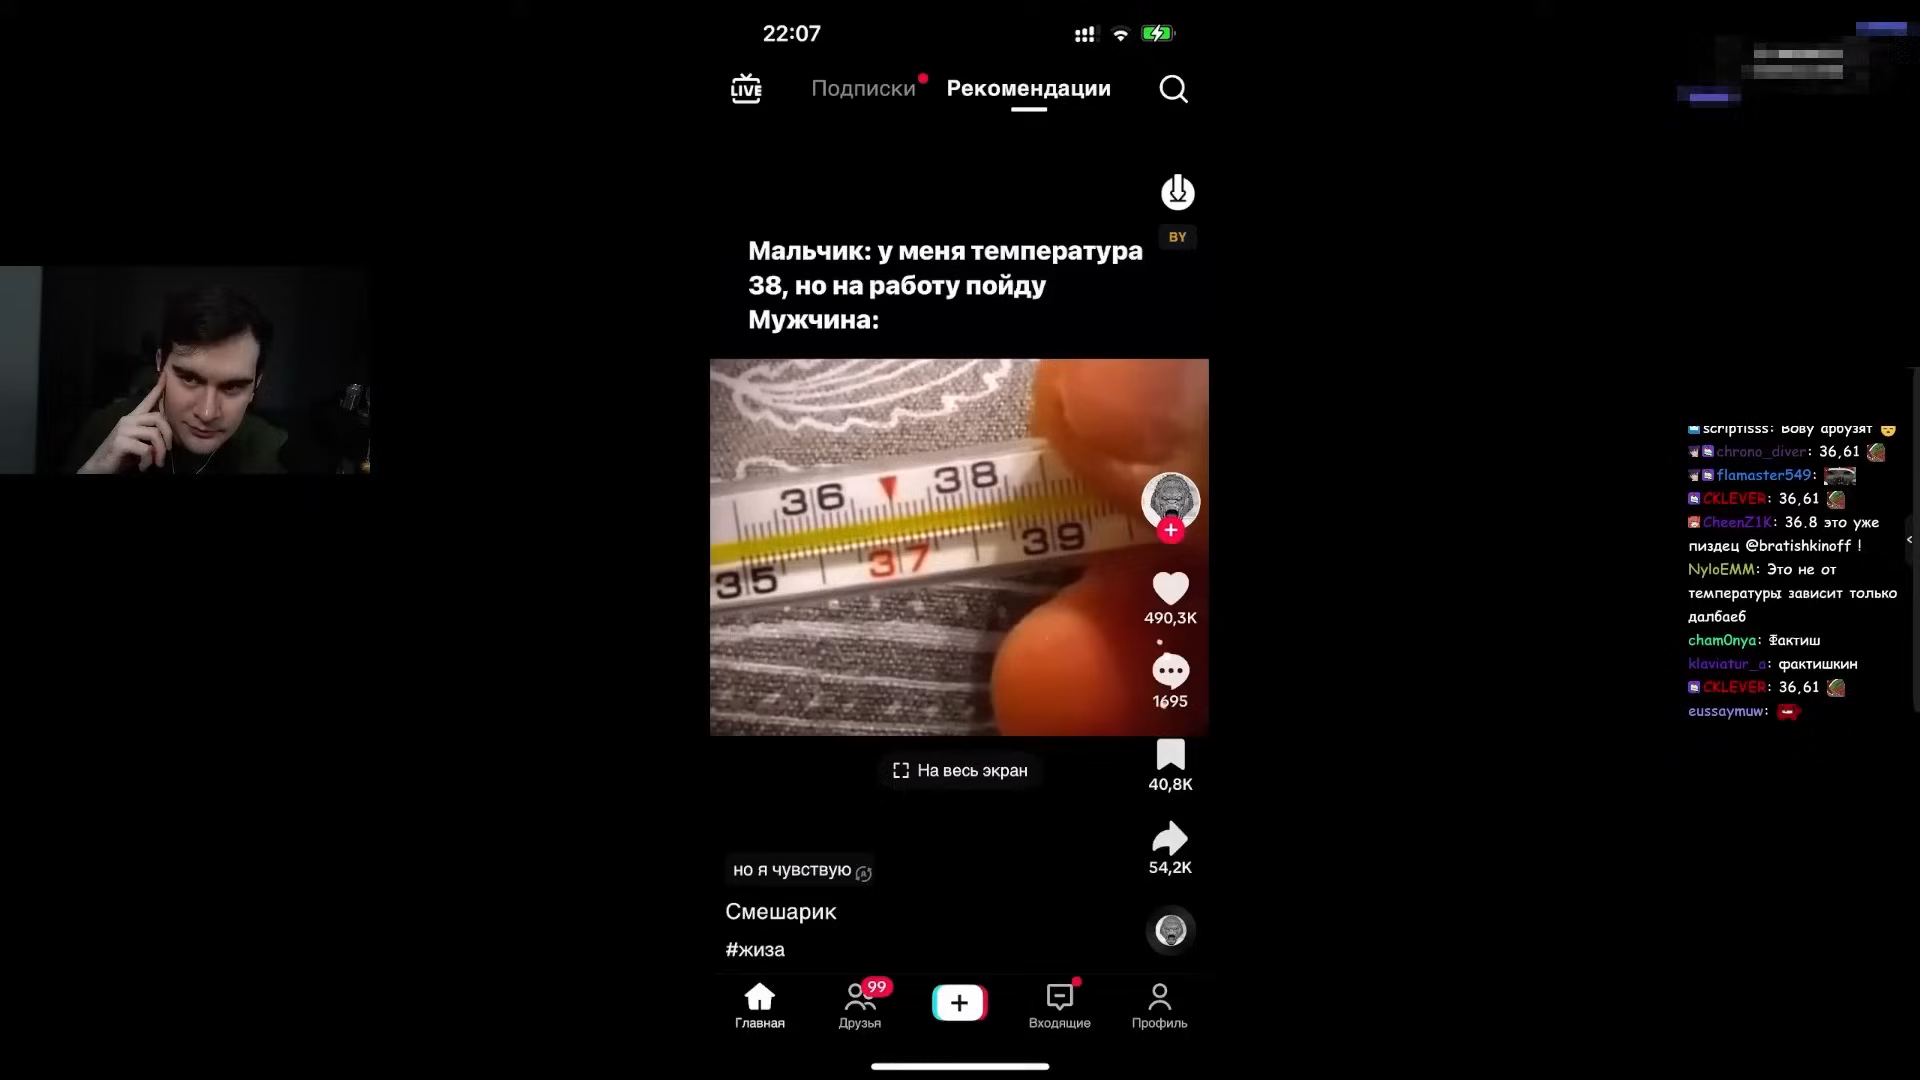 22:07
LIVE
Подписки
Рекомендации
BY
Мальчик: у меня температура
38, но на работу пойду
Мужчина:
36
38
35
37
39
490,3K
1695
На весь экран
40,8K
54,2K
но я чувствую
Смешарик
#жиза
Главная
99
Друзья
Входящие
Профиль
scriptisss: Вову арбузят
chrono_diver: 36,61
flamaster549:
CKLEVER: 36,61
CheenZ1K: 36.8 это уже
пиздец @bratishkinoff !
NyloEMM: Это не от
температуры зависит только
далбаеб
cham0nya: Фактиш
klaviatur_a: фактишкин
CKLEVER: 36,61
eussaymuw: